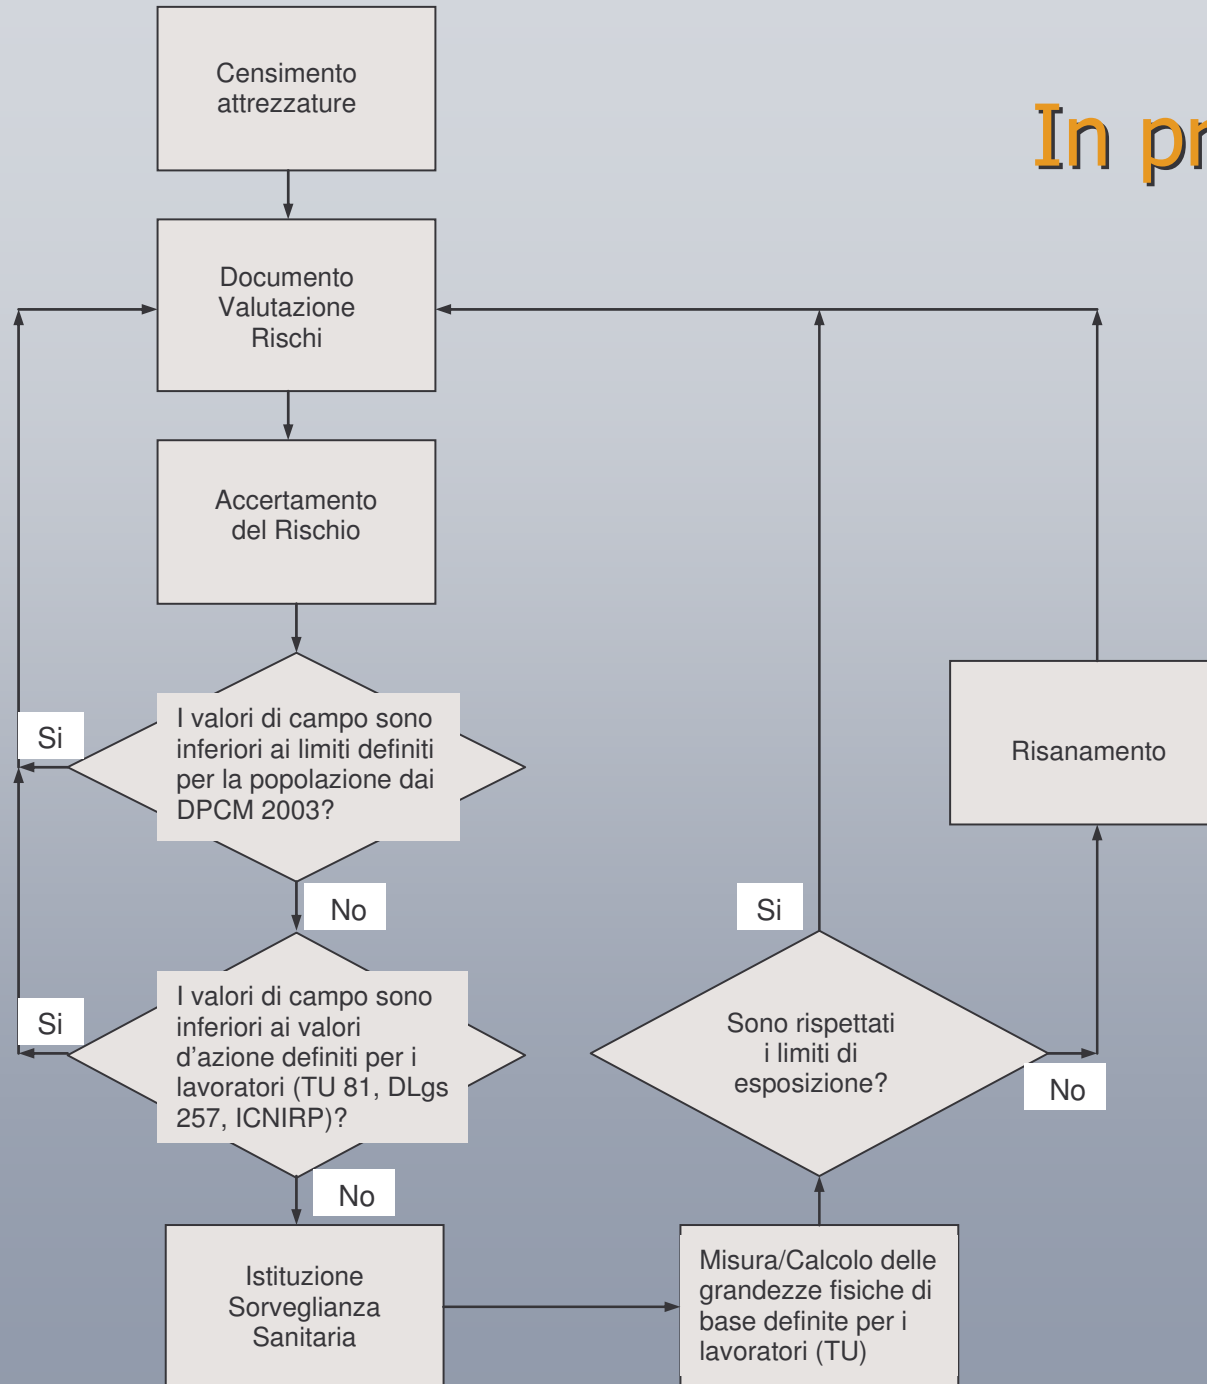 Censimento
attrezzature
In pr
Documento
Valutazione
Rischi
Accertamento
del Rischio
I valori di campo sono
inferiori ai limiti definiti
per la popolazione dai
DPCM 2003?
Si
No
I valori di campo sono
inferiori ai valori
d'azione definiti per i
lavoratori (TU 81, DLgs
257, ICNIRP)?
Si
No
Istituzione
Sorveglianza
Sanitaria
Misura/Calcolo delle
grandezze fisiche di
base definite per i
lavoratori (TU)
Sono rispettati
i limiti di
esposizione?
Si
No
Risanamento